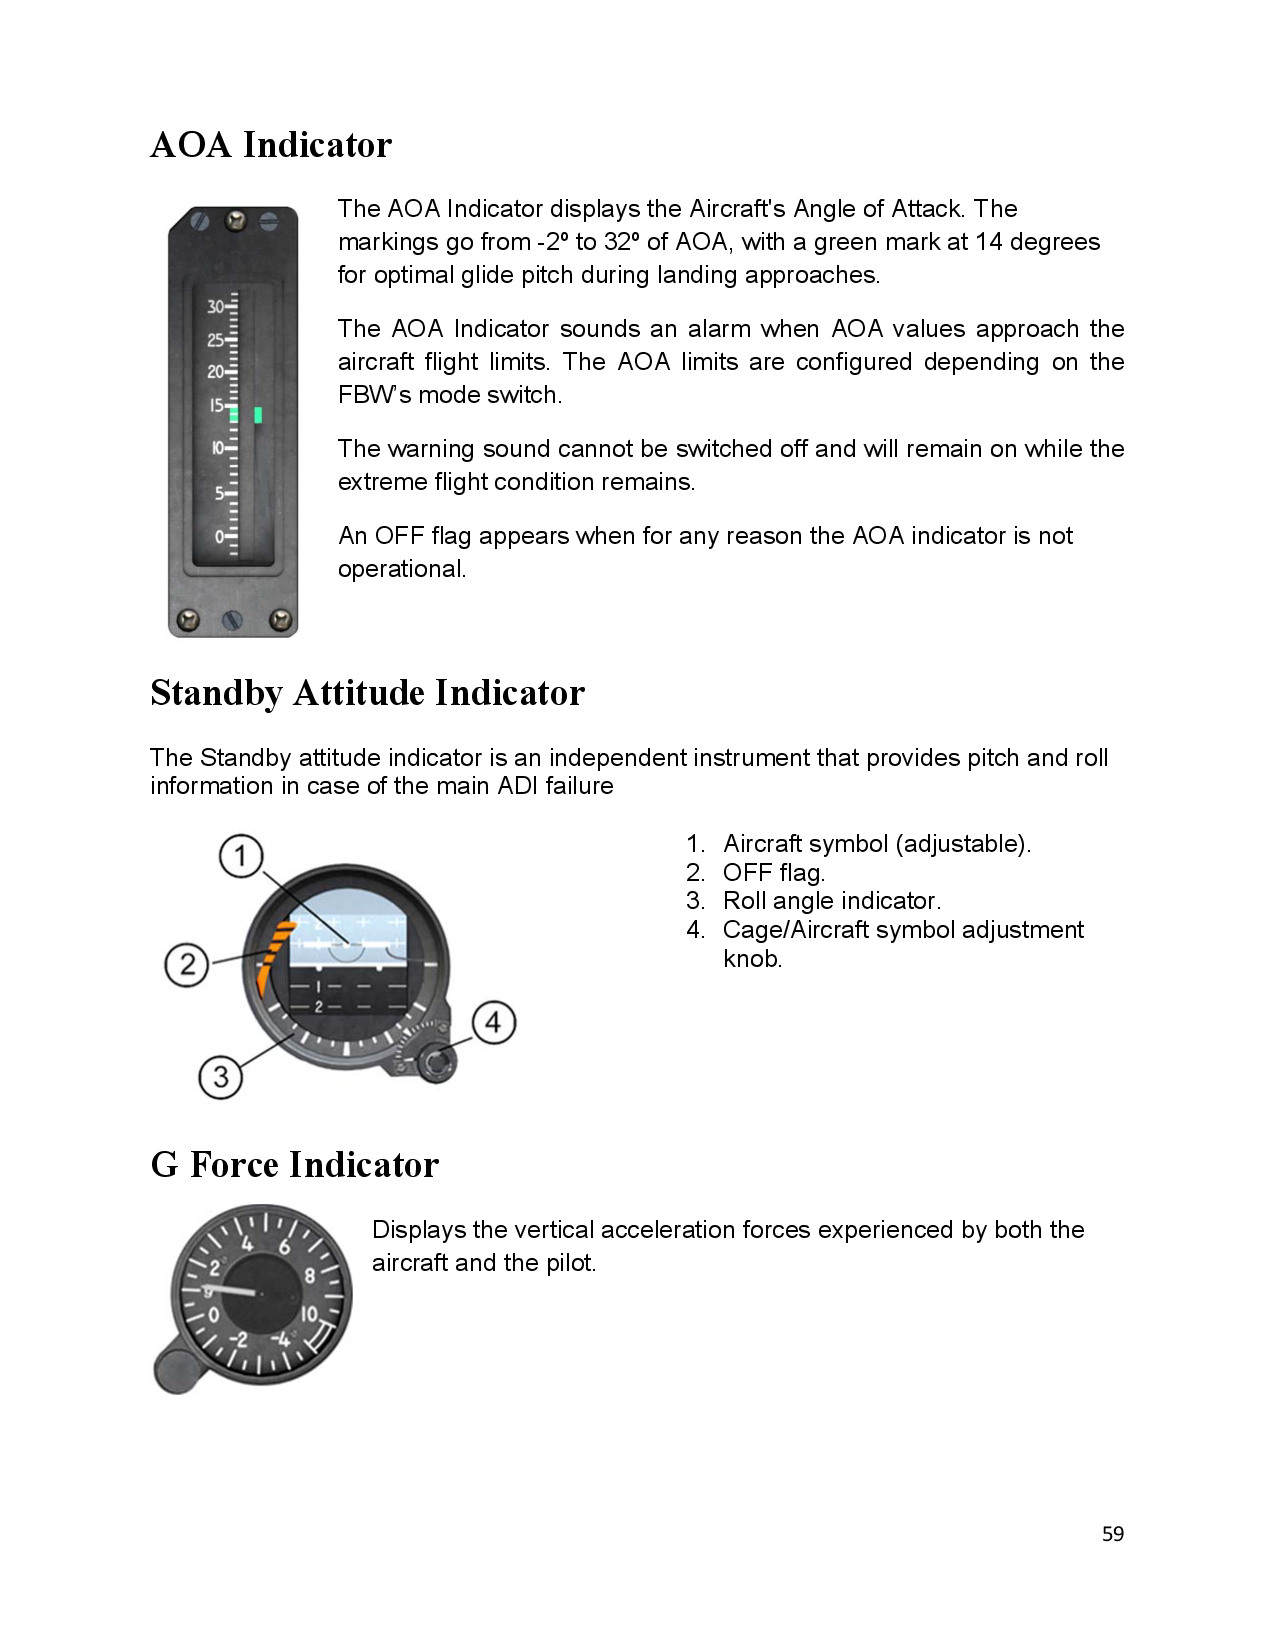 AOA Indicator
The AOA Indicator displays the Aircraft's Angle of Attack. The
markings go from -2º to 32º of AOA, with a green mark at 14 degrees
for optimal glide pitch during landing approaches.
The AOA Indicator sounds an alarm when AOA values approach the
aircraft flight limits. The AOA limits are configured depending on the
FBW’s mode switch.
The warning sound cannot be switched off and will remain on while the
extreme flight condition remains.
An OFF flag appears when for any reason the AOA indicator is not
operational.
30
25
20
15
10
5
0
Standby Attitude Indicator
The Standby attitude indicator is an independent instrument that provides pitch and roll
information in case of the main ADI failure
1
2
3
4
1
2
1. Aircraft symbol (adjustable).
2. OFF flag.
3. Roll angle indicator.
4. Cage/Aircraft symbol adjustment
knob.
G Force Indicator
4 6
2 8
g
0 10
-2 -4
Displays the vertical acceleration forces experienced by both the
aircraft and the pilot.
59